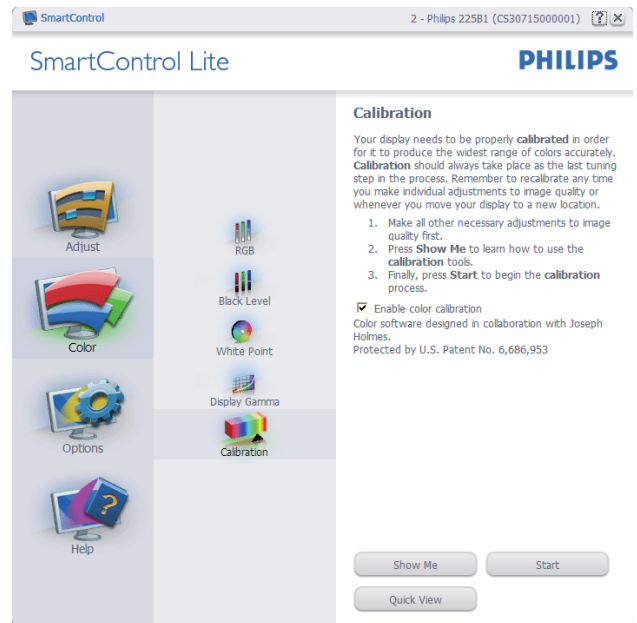 SmartControl
2 - Philips 225B1 (CS30715000001)
?
SmartControl Lite
PHILIPS
Adjust
Color
Options
?
Help
RGB
Black Level
White Point
Display Gamma
Calibration
Calibration
Your display needs to be properly calibrated in order
for it to produce the widest range of colors accurately.
Calibration should always take place as the last tuning
step in the process. Remember to recalibrate any time
you make individual adjustments to image quality or
whenever you move your display to a new location.
1. Make all other necessary adjustments to image
quality first.
2. Press Show Me to learn how to use the
calibration tools.
3. Finally, press Start to begin the calibration
process.
Enable color calibration
Color software designed in collaboration with Joseph
Holmes.
Protected by U.S. Patent No. 6,686,953
Show Me
Start
Quick View